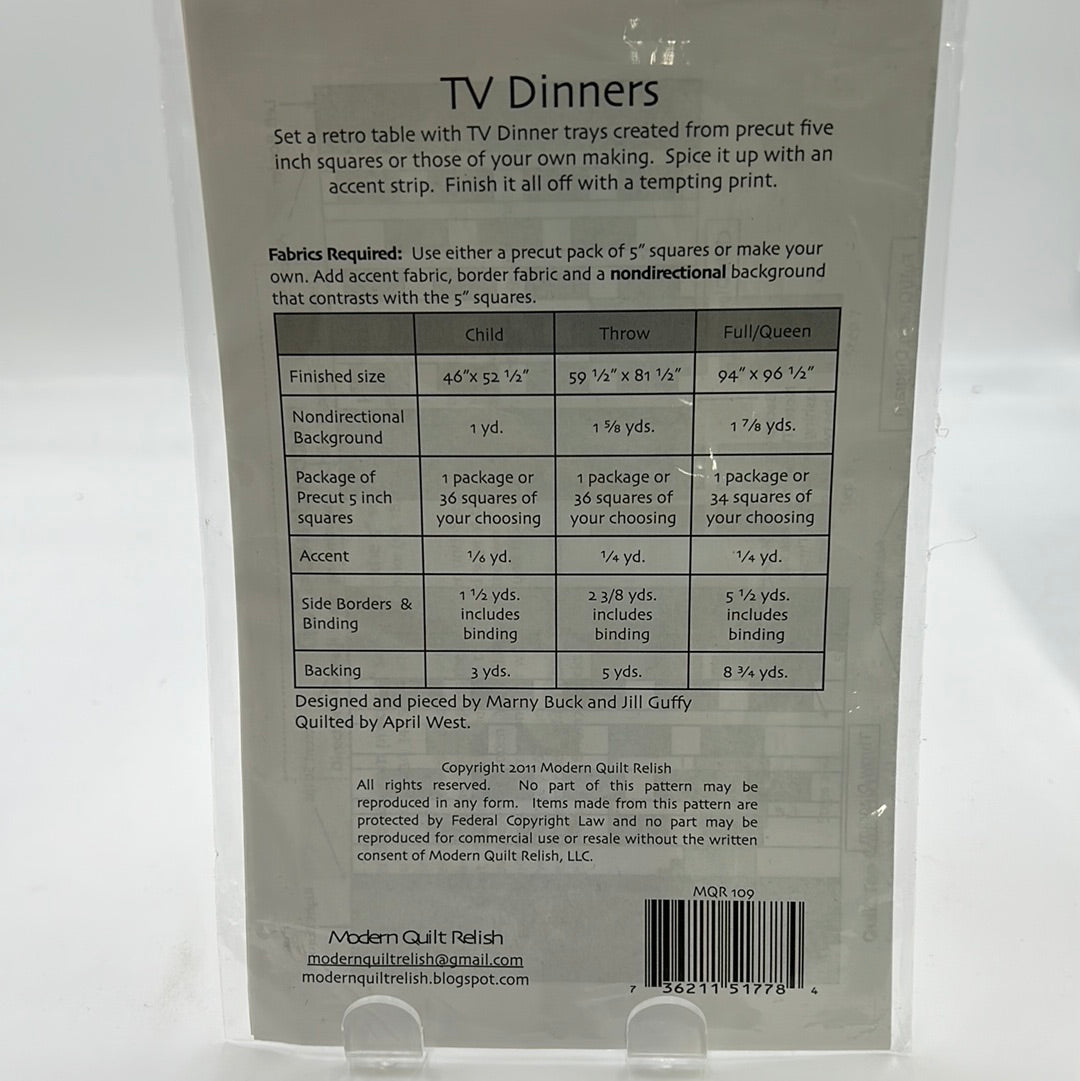 TV Dinners
Set a retro table with TV Dinner trays created from precut five
inch squares or those of your own making. Spice it up with an
accent strip. Finish it all off with a tempting print.
Fabrics Required: Use either a precut pack of 5" squares or make your
own. Add accent fabric, border fabric and a nondirectional background
that contrasts with the 5" squares.
Child Throw Full/Queen
Finished size 46"x 52 ½" 59 ½" x 81 ½" 94" x 96 ½"
Nondirectional
Background 1 yd. 1 ⅝ yds. 1 ⅞ yds.
Package of 1 package or 1 package or 1 package or
Precut 5 inch 36 squares of 36 squares of 34 squares of
squares your choosing your choosing your choosing
Accent ⅙ yd. ¼ yd. ¼ yd.
Side Borders & 1 ½ yds. 2 3/8 yds. 5 ½ yds.
Binding includes includes includes
binding binding binding
Backing 3 yds. 5 yds. 8 ¾ yds.
Designed and pieced by Marny Buck and Jill Guffy
Quilted by April West.
Copyright 2011 Modern Quilt Relish
All rights reserved. No part of this pattern may be
reproduced in any form. Items made from this pattern are
protected by Federal Copyright Law and no part may be
reproduced for commercial use or resale without the written
consent of Modern Quilt Relish, LLC.
MQR 109
Modern Quilt Relish
modernquiltrelish@gmail.com
modernquiltrelish.blogspot.com
7 36211 51778 4